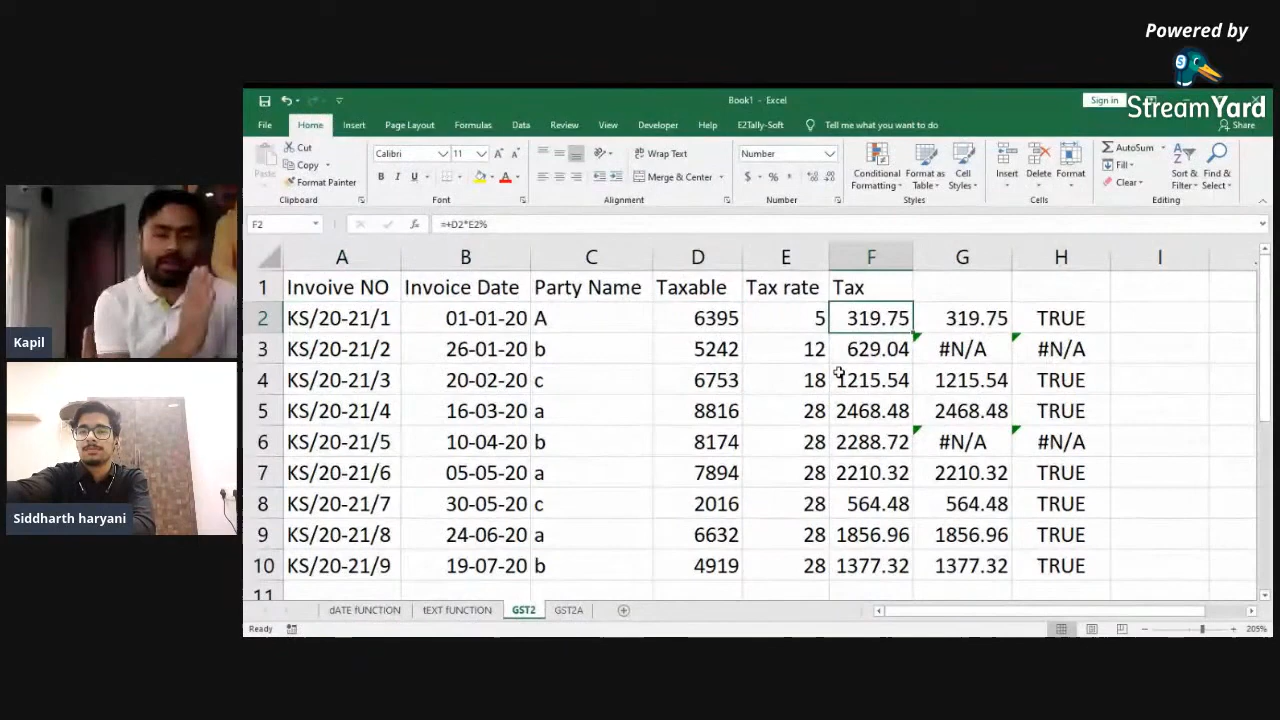 Powered by
StreamYard
Book1 - Excel
Sign in
File Home Insert Page Layout Formulas Data Review View Developer Help E2Tally-Soft Tell me what you want to do Share
Paste
Cut
Copy
Format Painter
Calibri 11
B I U
Wrap Text
Merge & Center
Number
$ % ,
Conditional Formatting
Format as Table
Cell Styles
Insert Delete Format
AutoSum
Fill
Clear
Sort & Filter
Find & Select
Clipboard Font Alignment Number Styles Cells Editing
F2 fx =+D2*E2%
A B C D E F G H I
1 Invoive NO Invoice Date Party Name Taxable Tax rate Tax
2 KS/20-21/1 01-01-20 A 6395 5 319.75 319.75 TRUE
3 KS/20-21/2 26-01-20 b 5242 12 629.04 #N/A #N/A
4 KS/20-21/3 20-02-20 c 6753 18 1215.54 1215.54 TRUE
5 KS/20-21/4 16-03-20 a 8816 28 2468.48 2468.48 TRUE
6 KS/20-21/5 10-04-20 b 8174 28 2288.72 #N/A #N/A
7 KS/20-21/6 05-05-20 a 7894 28 2210.32 2210.32 TRUE
8 KS/20-21/7 30-05-20 c 2016 28 564.48 564.48 TRUE
9 KS/20-21/8 24-06-20 a 6632 28 1856.96 1856.96 TRUE
10 KS/20-21/9 19-07-20 b 4919 28 1377.32 1377.32 TRUE
11
dATE FUNCTION tEXT FUNCTION GST2 GST2A
Ready 205%
Kapil
Siddharth haryani